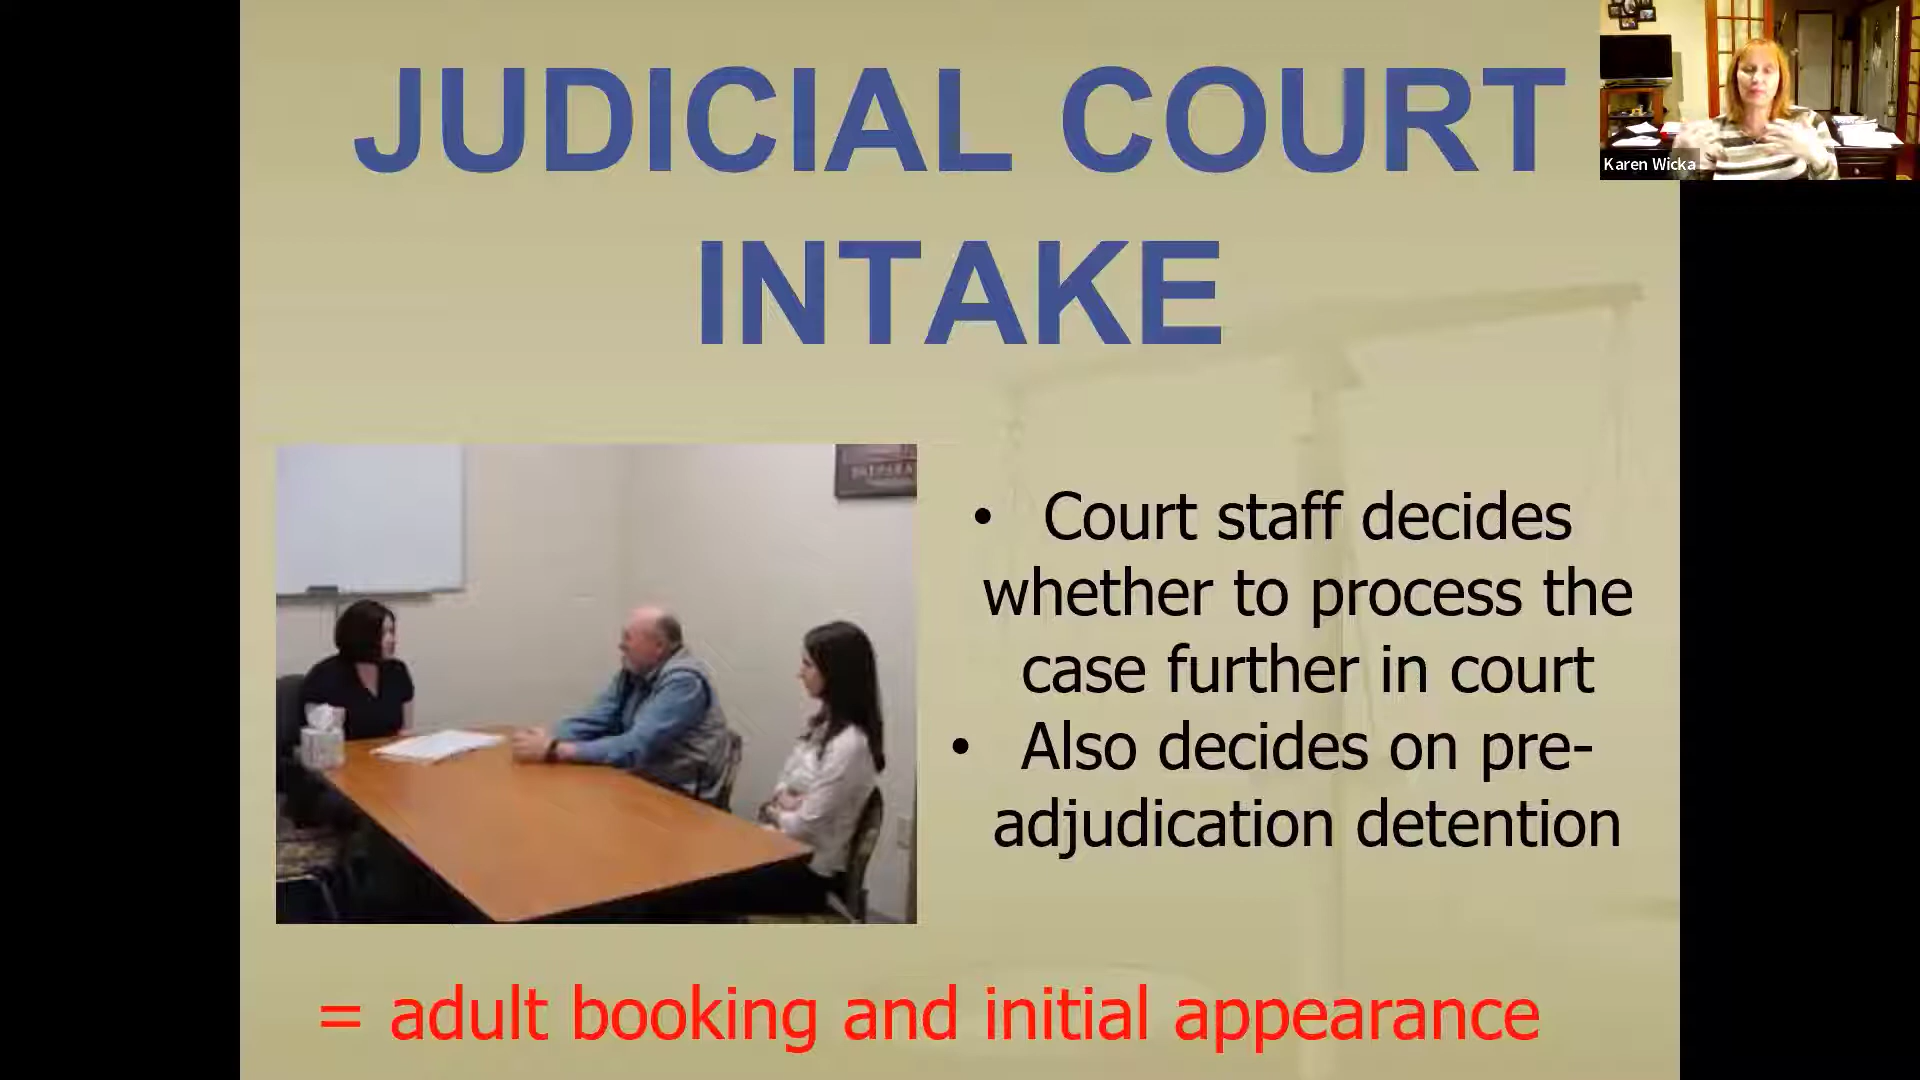 JUDICIAL COURT
INTAKE
Karen Wicka
• Court staff decides
whether to process the
case further in court
• Also decides on pre-
adjudication detention
= adult booking and initial appearance